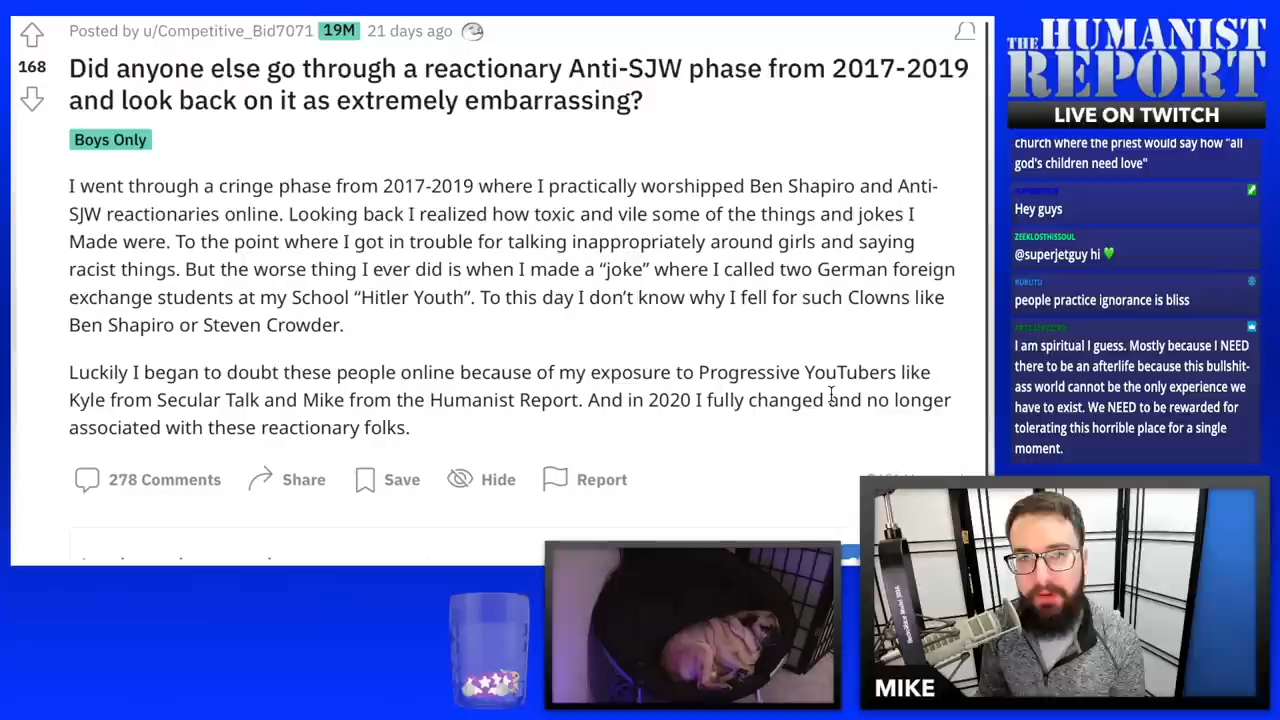 Posted by u/Competitive_Bid7071 19M 21 days ago
168
Did anyone else go through a reactionary Anti-SJW phase from 2017-2019
and look back on it as extremely embarrassing?
Boys Only
I went through a cringe phase from 2017-2019 where I practically worshipped Ben Shapiro and Anti-
SJW reactionaries online. Looking back I realized how toxic and vile some of the things and jokes I
Made were. To the point where I got in trouble for talking inappropriately around girls and saying
racist things. But the worse thing I ever did is when I made a “joke” where I called two German foreign
exchange students at my School “Hitler Youth”. To this day I don’t know why I fell for such Clowns like
Ben Shapiro or Steven Crowder.
Luckily I began to doubt these people online because of my exposure to Progressive YouTubers like
Kyle from Secular Talk and Mike from the Humanist Report. And in 2020 I fully changed and no longer
associated with these reactionary folks.
278 Comments Share Save Hide Report
THE HUMANIST
REPORT
LIVE ON TWITCH
church where the priest would say how "all
god's children need love"
Hey guys
ZEEKLOSTHISSOUL
@superjetguy hi
KUKUTU
people practice ignorance is bliss
I am spiritual I guess. Mostly because I NEED
there to be an afterlife because this bullshit-
ass world cannot be the only experience we
have to exist. We NEED to be rewarded for
tolerating this horrible place for a single
moment.
MIKE